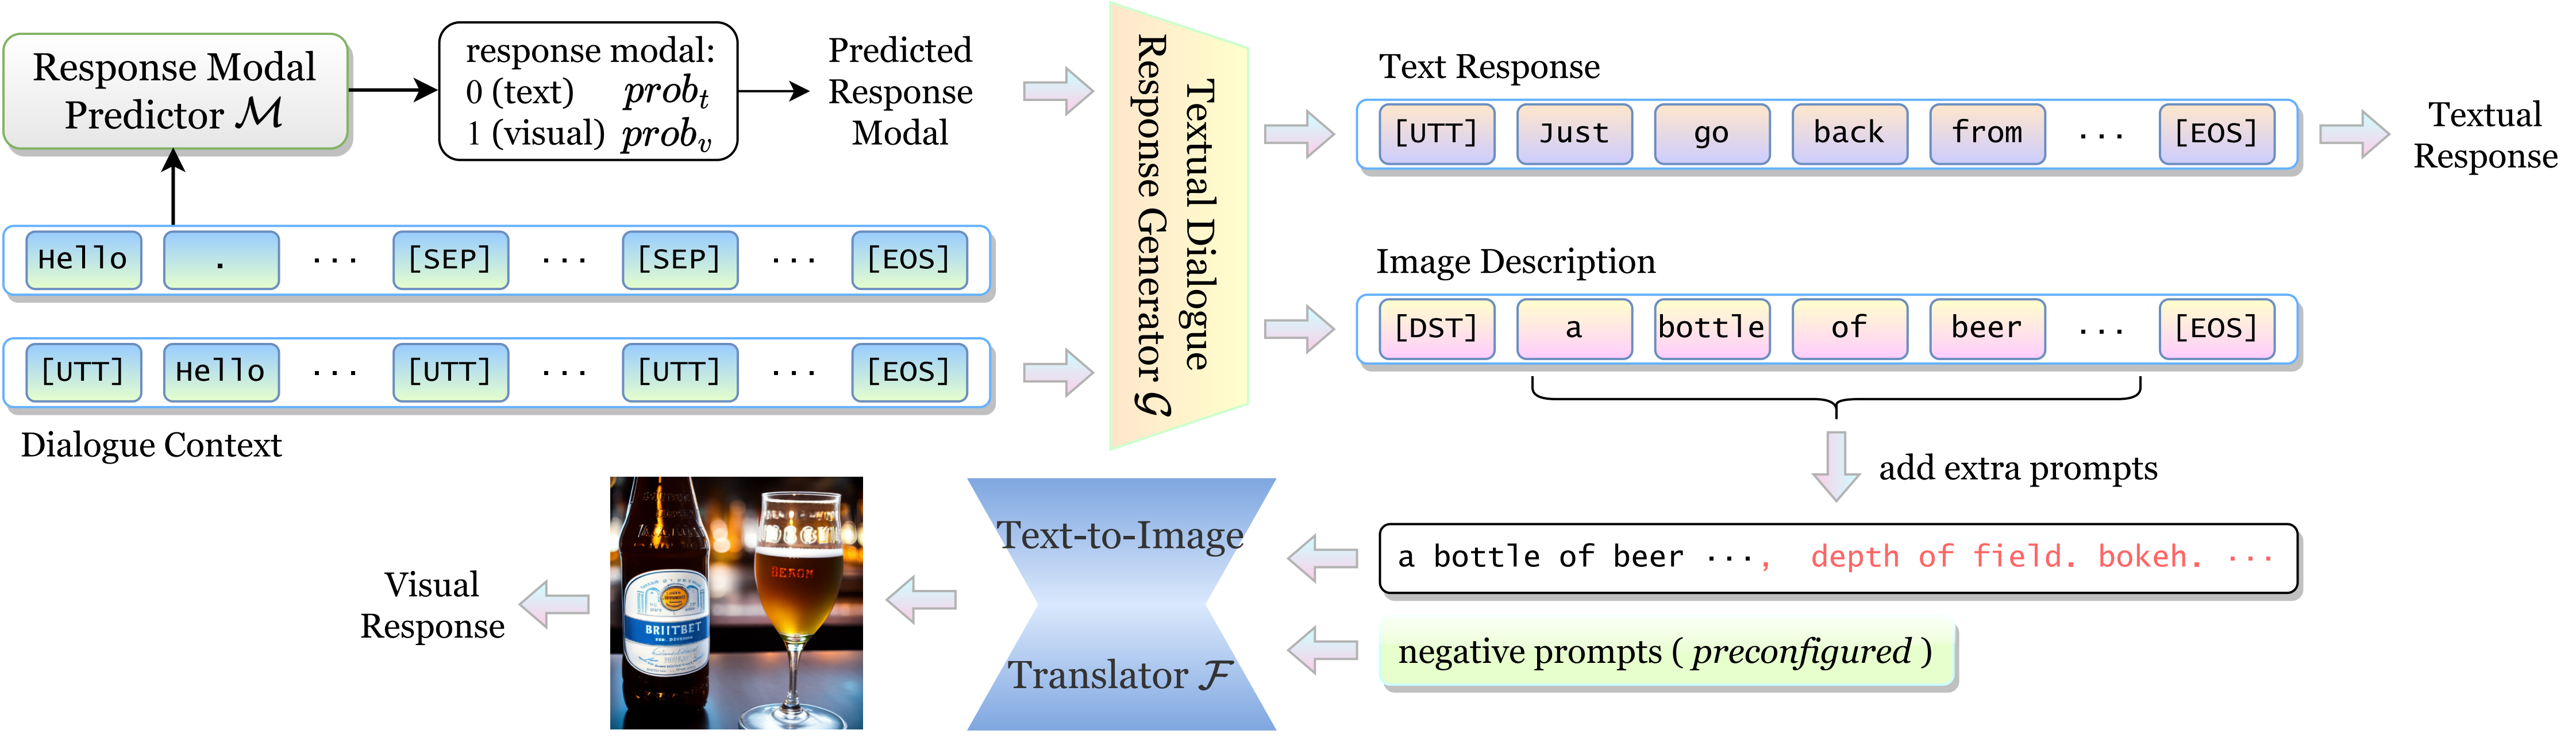 Response Modal
Predictor ℳ
response modal:
0 (text) prob_t
1 (visual) prob_v
Predicted
Response
Modal
Hello . ··· [SEP] ··· [SEP] ··· [EOS]
[UTT] Hello ··· [UTT] ··· [UTT] ··· [EOS]
Dialogue Context
Textual Dialogue
Response Generator 𝒢
Text Response
[UTT] Just go back from ··· [EOS]
Textual
Response
Image Description
[DST] a bottle of beer ··· [EOS]
add extra prompts
a bottle of beer ···, depth of field. bokeh. ···
negative prompts ( preconfigured )
Text-to-Image
Translator ℱ
BRIITBET
BEROM
Visual
Response